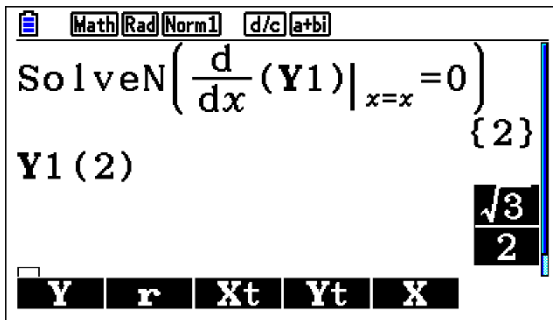 Math Rad Norm1 d/c a+bi
SolveN(d/dx(Y1)|x=x=0)
{2}
Y1(2)
√3/2
Y r Xt Yt X